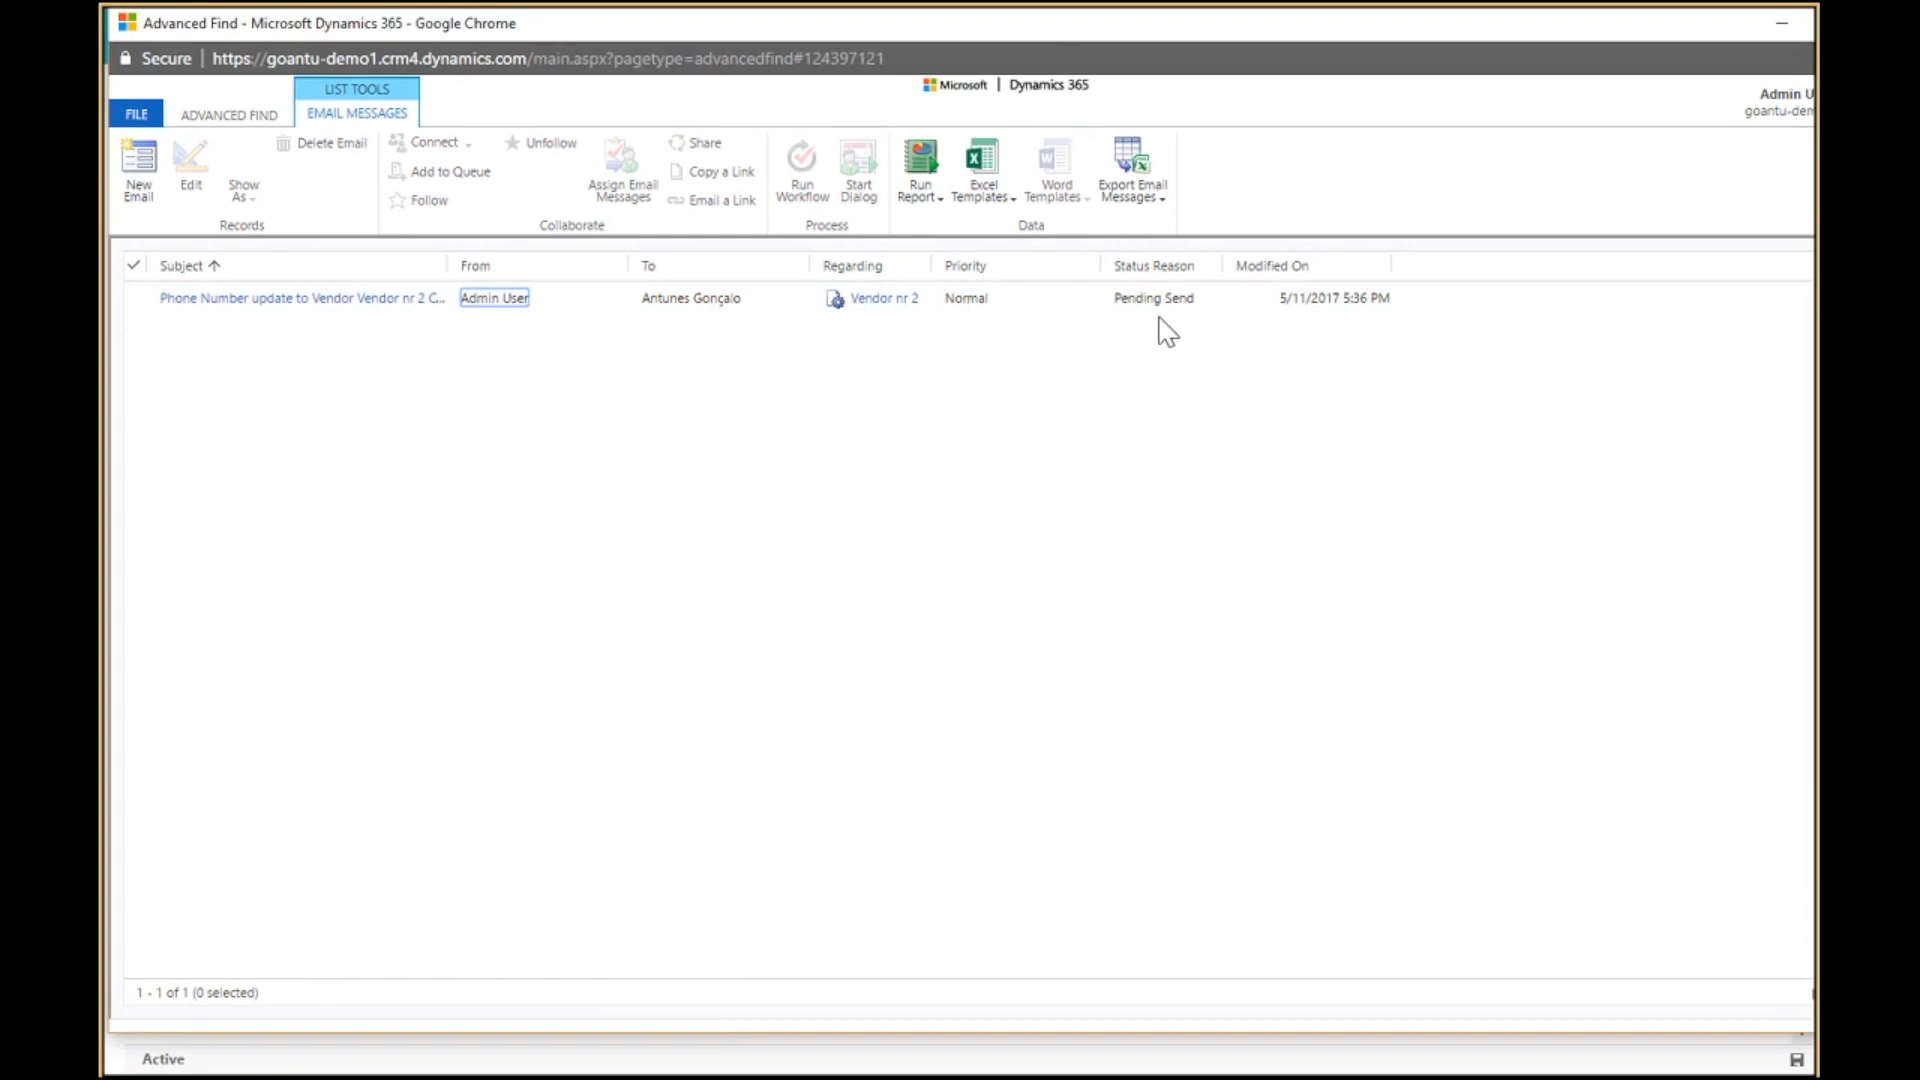 Advanced Find - Microsoft Dynamics 365 - Google Chrome
Secure | https://goantu-demo1.crm4.dynamics.com/main.aspx?pagetype=advancedfind#124397121
LIST TOOLS
Microsoft | Dynamics 365
Admin U
FILE ADVANCED FIND EMAIL MESSAGES
goantu-dem
New Email
Edit
Show As
Delete Email
Records
Connect
Add to Queue
Follow
Unfollow
Assign Email Messages
Share
Copy a Link
Email a Link
Collaborate
Run Workflow
Start Dialog
Process
Run Report
Excel Templates
Word Templates
Export Email Messages
Data
Subject From To Regarding Priority Status Reason Modified On
Phone Number update to Vendor Vendor nr 2 C... Admin User Antunes Gonçalo Vendor nr 2 Normal Pending Send 5/11/2017 5:36 PM
1 - 1 of 1 (0 selected)
Active